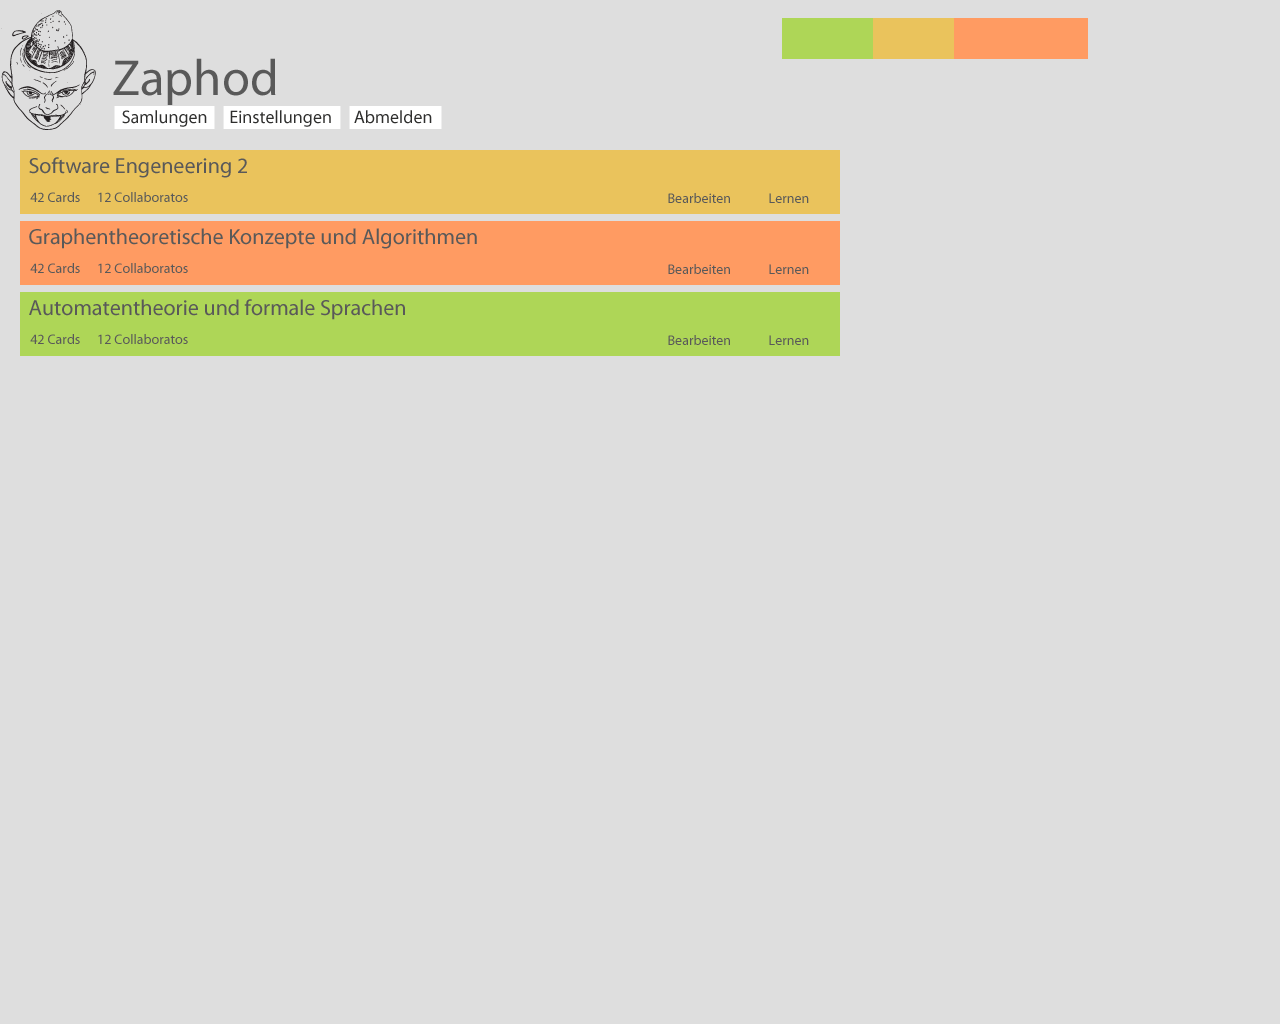 Zaphod
Samlungen Einstellungen Abmelden
Software Engeneering 2
42 Cards 12 Collaboratos Bearbeiten Lernen
Graphentheoretische Konzepte und Algorithmen
42 Cards 12 Collaboratos Bearbeiten Lernen
Automatentheorie und formale Sprachen
42 Cards 12 Collaboratos Bearbeiten Lernen